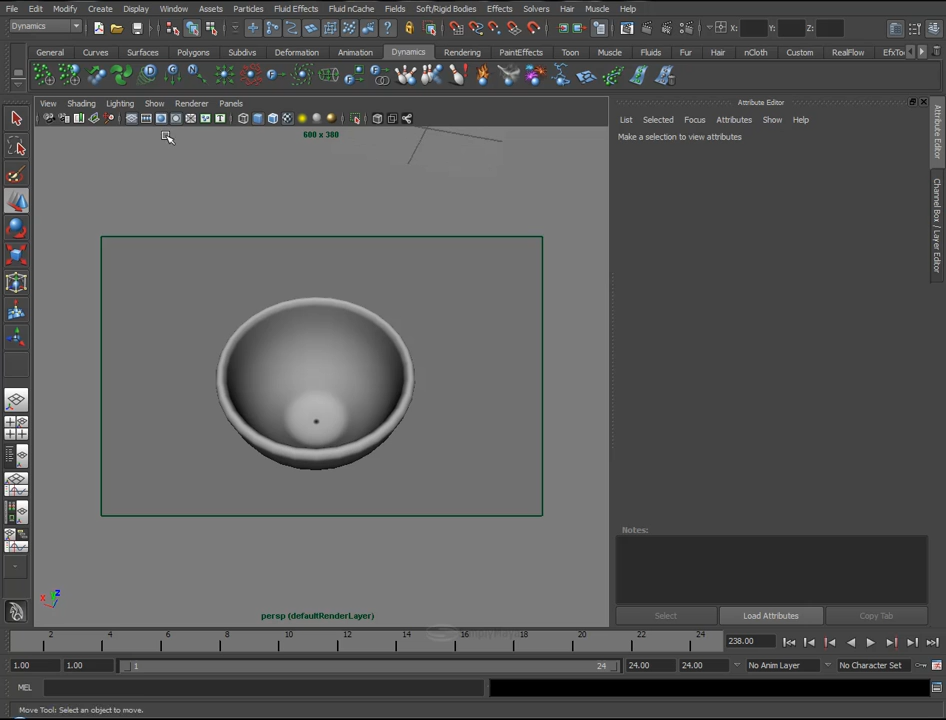 File Edit Modify Create Display Window Assets Animate Particles Fluid Effects Fluid nCache Fields Soft/Rigid Bodies Effects Solvers Hair Muscle Help
Dynamics X: Y: Z:
General Curves Surfaces Polygons Subdivs Deformation Animation Dynamics Rendering PaintEffects Toon Muscle Fluids Fur Hair nCloth Custom RealFlow EfxTo
View Shading Lighting Show Renderer Panels
Attribute Editor
List Selected Focus Attributes Show Help
Make a selection to view attributes
600 x 380
Attribute Editor
Channel Box / Layer Editor
Notes:
persp (defaultRenderLayer)
Select Load Attributes Copy Tab
2 4 6 8 10 12 14 16 18 20 22 24 238.00
1.00 1.00 1 24 24.00 24.00 No Anim Layer No Character Set
MEL
Move Tool: Select an object to move.